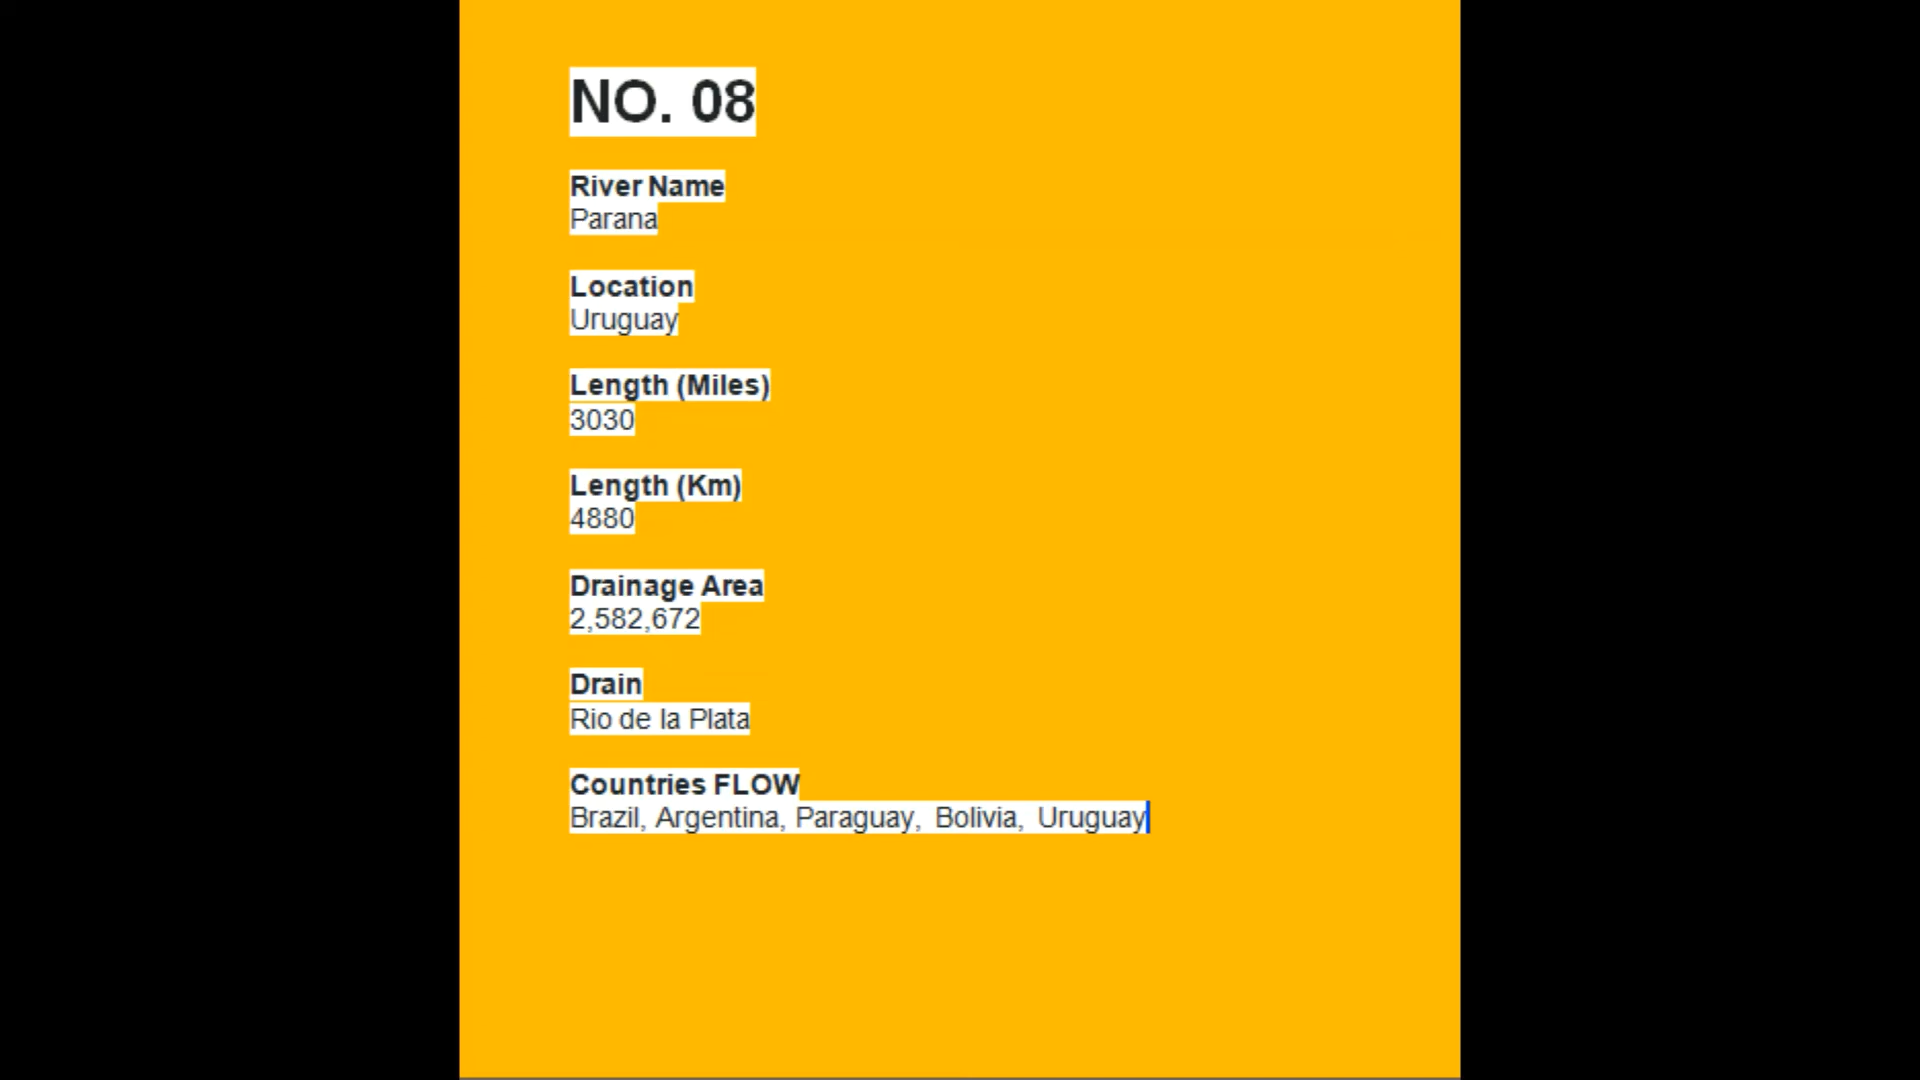 NO. 08
River Name
Parana
Location
Uruguay
Length (Miles)
3030
Length (Km)
4880
Drainage Area
2,582,672
Drain
Rio de la Plata
Countries FLOW
Brazil, Argentina, Paraguay, Bolivia, Uruguay